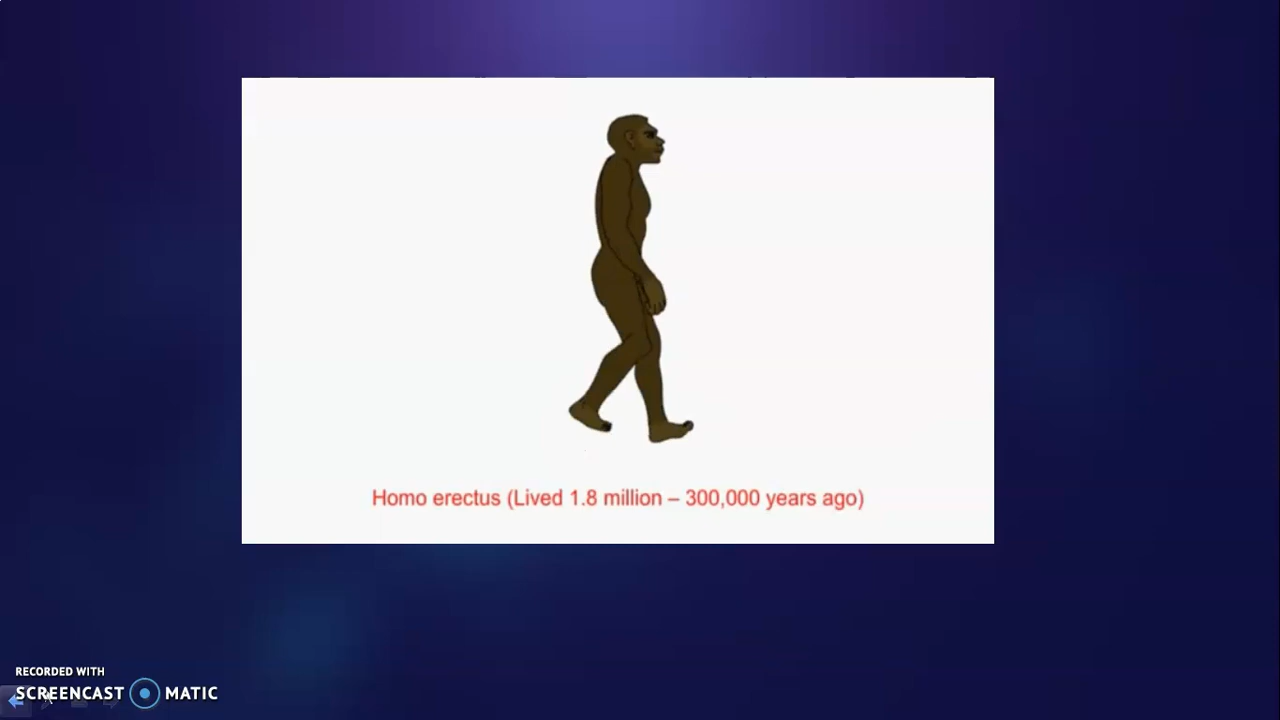 Homo erectus (Lived 1.8 million – 300,000 years ago)
RECORDED WITH
SCREENCAST MATIC